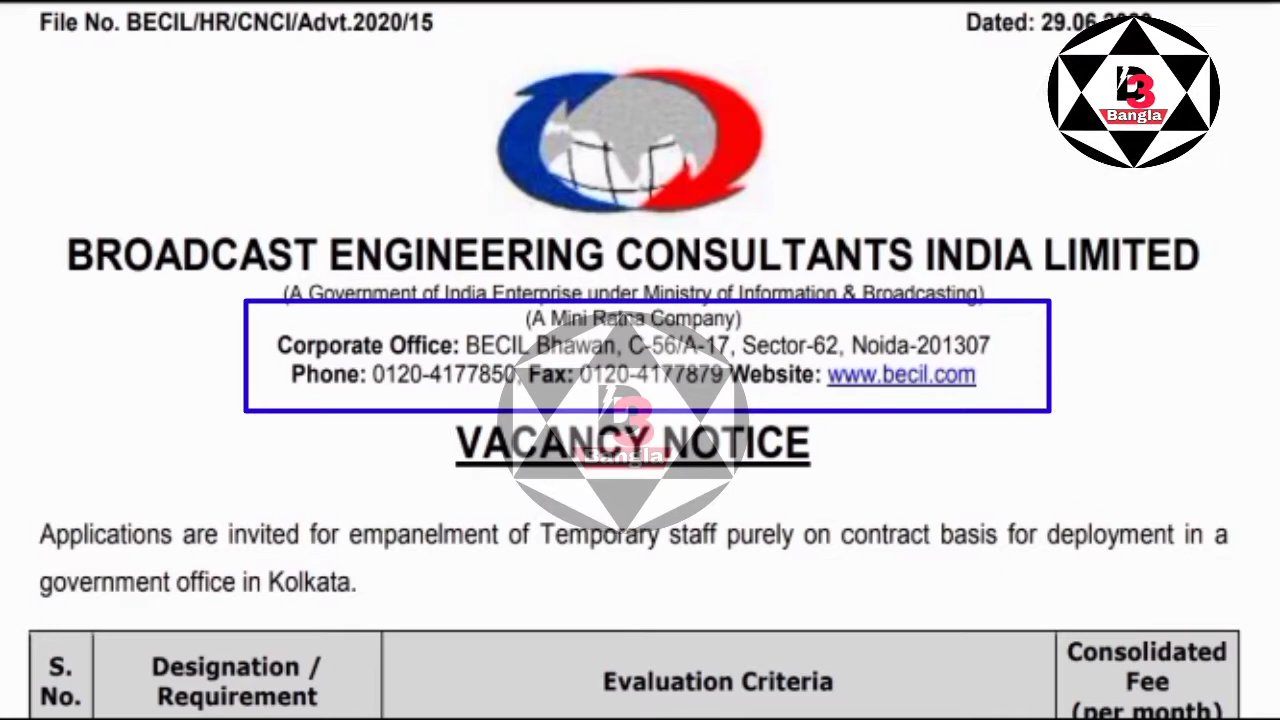 File No. BECIL/HR/CNCI/Advt.2020/15 Dated: 29.06.2020
D3
Bangla
BROADCAST ENGINEERING CONSULTANTS INDIA LIMITED
(A Government of India Enterprise under Ministry of Information & Broadcasting)
(A Mini Ratna Company)
Corporate Office: BECIL Bhawan, C-56/A-17, Sector-62, Noida-201307
Phone: 0120-4177850, Fax: 0120-4177879 Website: www.becil.com
D3
Bangla
VACANCY NOTICE
Applications are invited for empanelment of Temporary staff purely on contract basis for deployment in a
government office in Kolkata.
S. No.
Designation / Requirement
Evaluation Criteria
Consolidated Fee (per month)